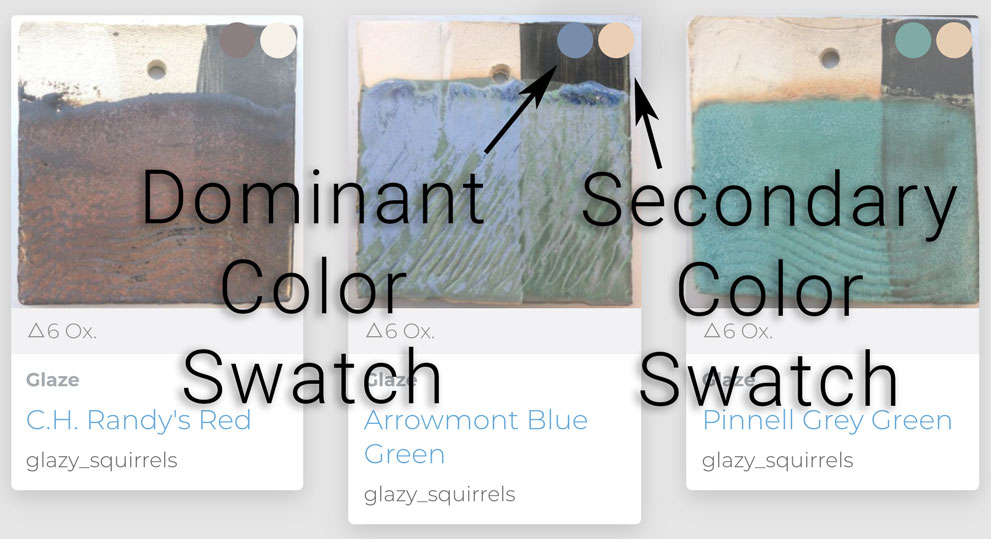 Dominant
Color
Swatch
Secondary
Color
Swatch
△6 Ox.
Glaze
C.H. Randy's Red
glazy_squirrels
△6 Ox.
Glaze
Arrowmont Blue
Green
glazy_squirrels
△6 Ox.
Glaze
Pinnell Grey Green
glazy_squirrels